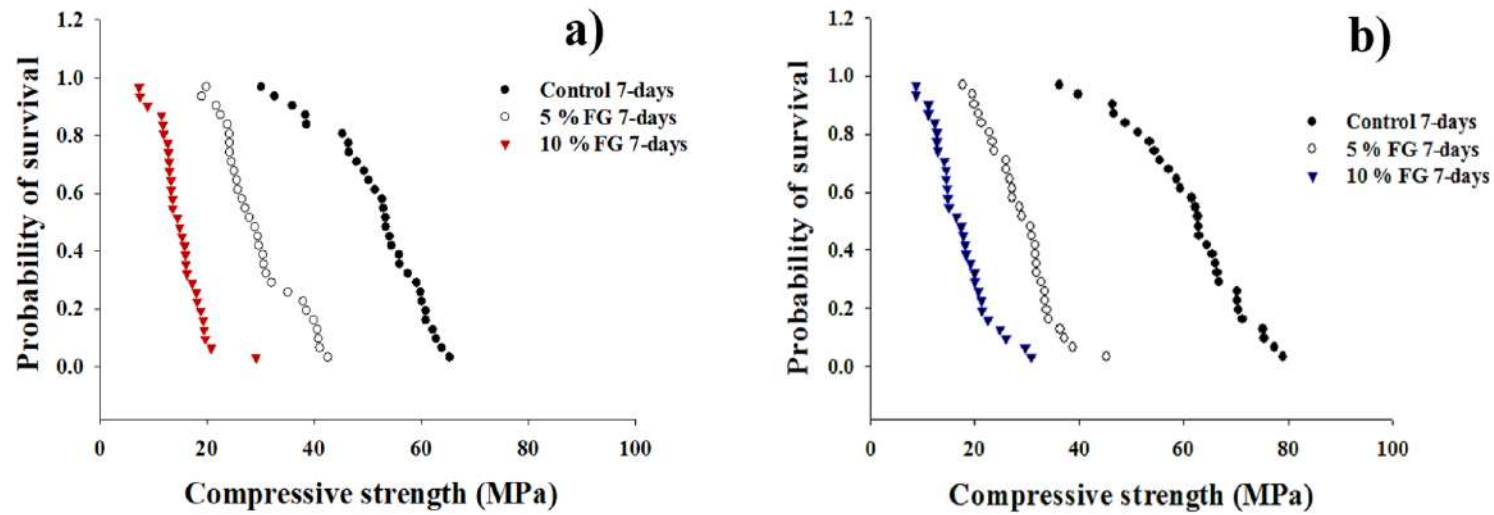 a)
Probability of survival
1.2
1.0
0.8
0.6
0.4
0.2
0.0
Control 7-days
5 % FG 7-days
10 % FG 7-days
0 20 40 60 80 100
Compressive strength (MPa)
b)
Probability of survival
1.2
1.0
0.8
0.6
0.4
0.2
0.0
Control 7-days
5 % FG 7-days
10 % FG 7-days
0 20 40 60 80 100
Compressive strength (MPa)